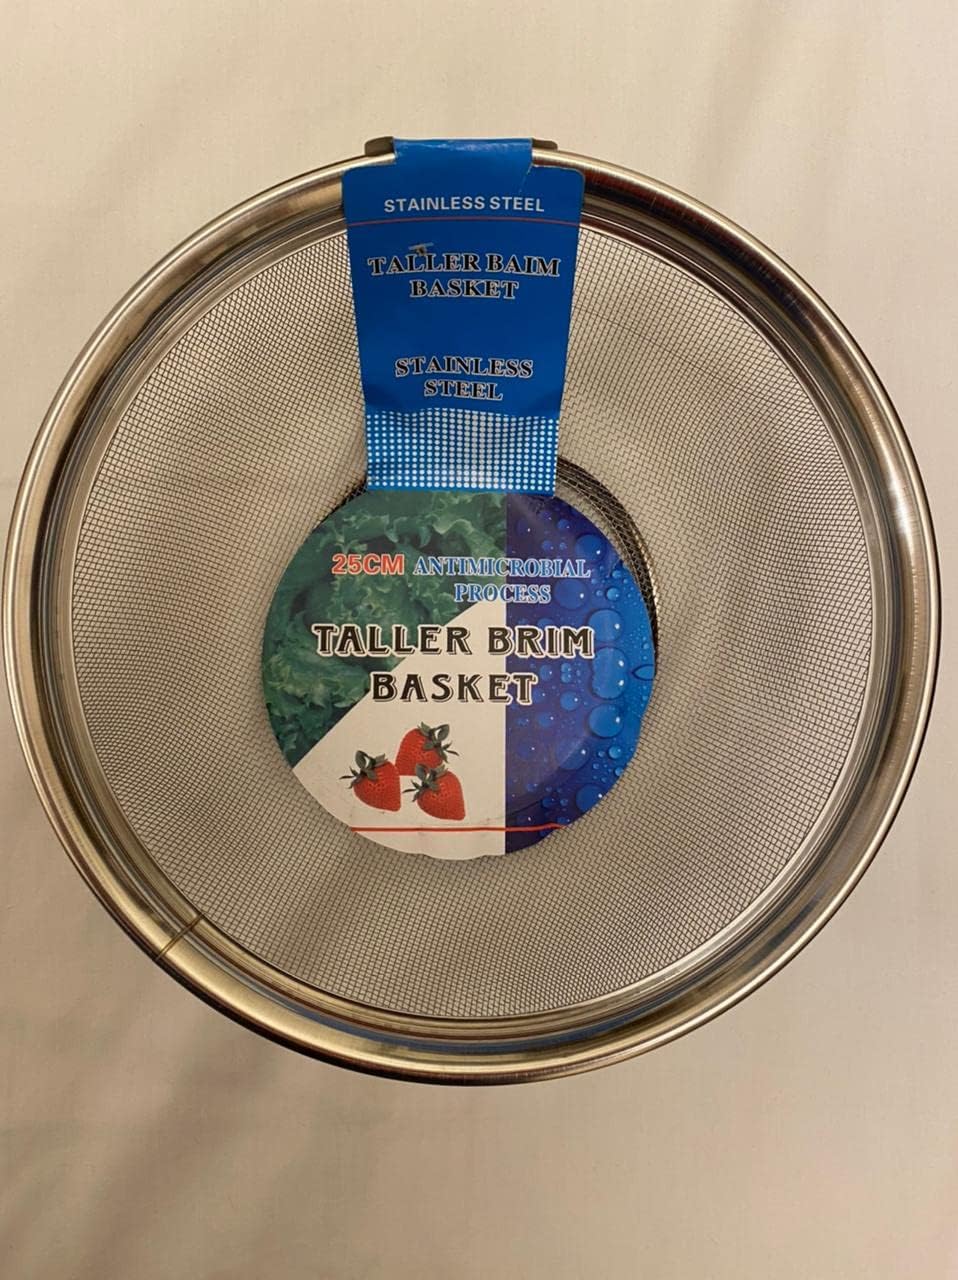 STAINLESS STEEL
TALLER BAIM
BASKET
STAINLESS
STEEL
25CM ANTIMICROBIAL
PROCESS
TALLER BRIM
BASKET